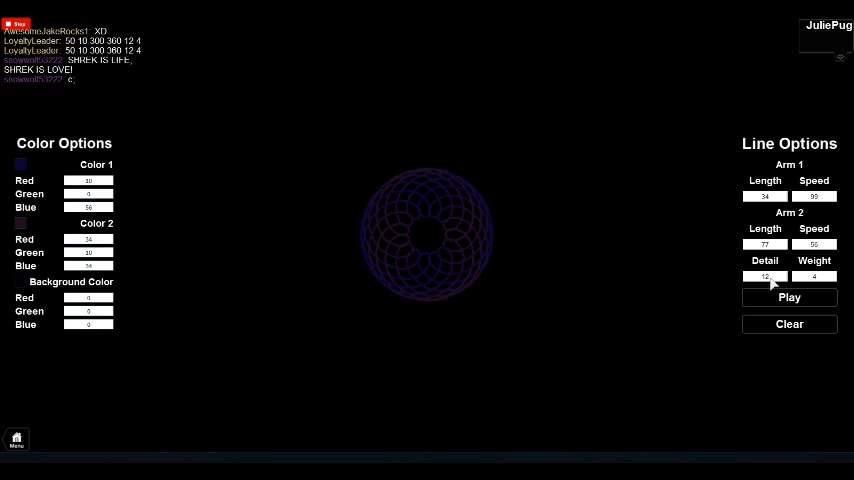 Stop
AwesomeJakeRocks1: XD
LoyaltyLeader: 50 10 300 360 12 4
LoyaltyLeader: 50 10 300 360 12 4
snowwolf53222: SHREK IS LIFE,
SHREK IS LOVE!
snowwolf53222: c;
JuliePug
Color Options
Color 1
Red 10
Green 0
Blue 56
Color 2
Red 34
Green 10
Blue 34
Background Color
Red 0
Green 0
Blue 0
Line Options
Arm 1
Length Speed
34 99
Arm 2
Length Speed
77 56
Detail Weight
12 4
Play
Clear
Menu